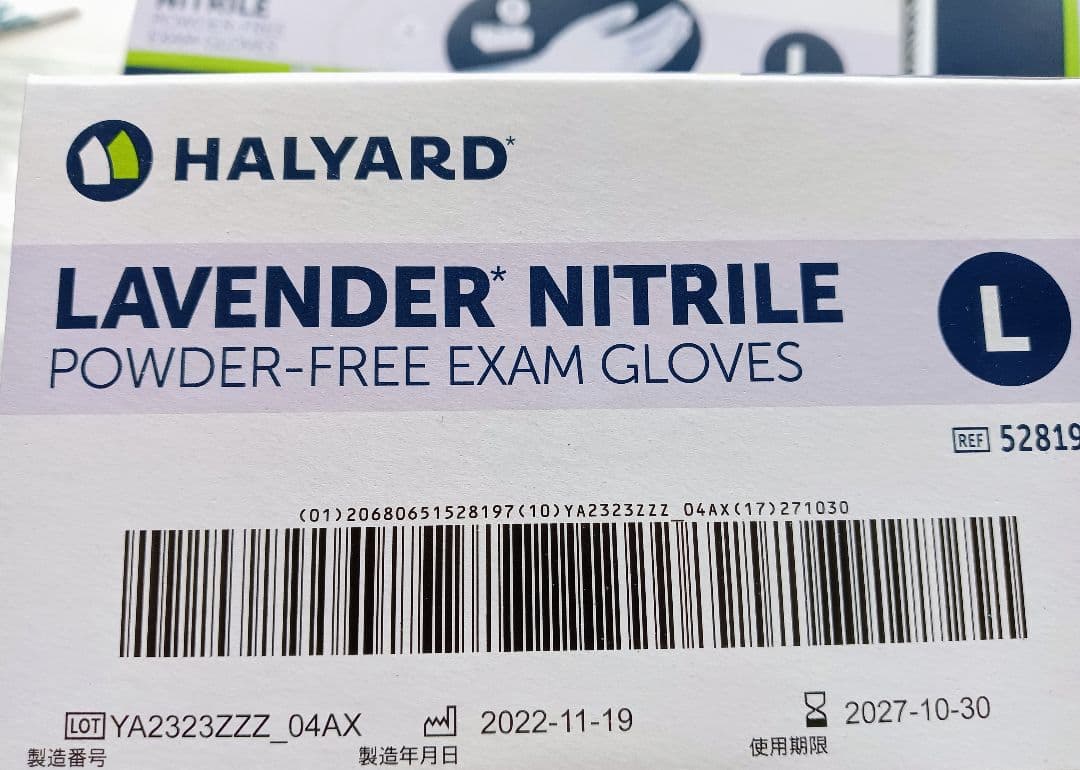 NITRILE
POWDER-FREE
EXAM GLOVES
L
HALYARD*
LAVENDER* NITRILE
POWDER-FREE EXAM GLOVES
L
REF 52819
(01)20680651528197(10)YA2323ZZZ_04AX(17)271030
LOT YA2323ZZZ_04AX 2022-11-19 2027-10-30
製造番号 製造年月日 使用期限